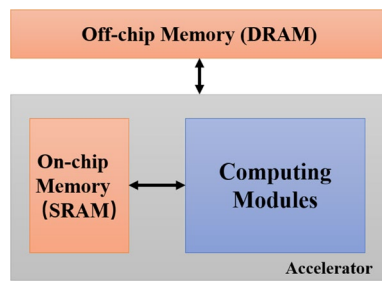 Off-chip Memory (DRAM)
On-chip
Memory
（SRAM）
Computing
Modules
Accelerator